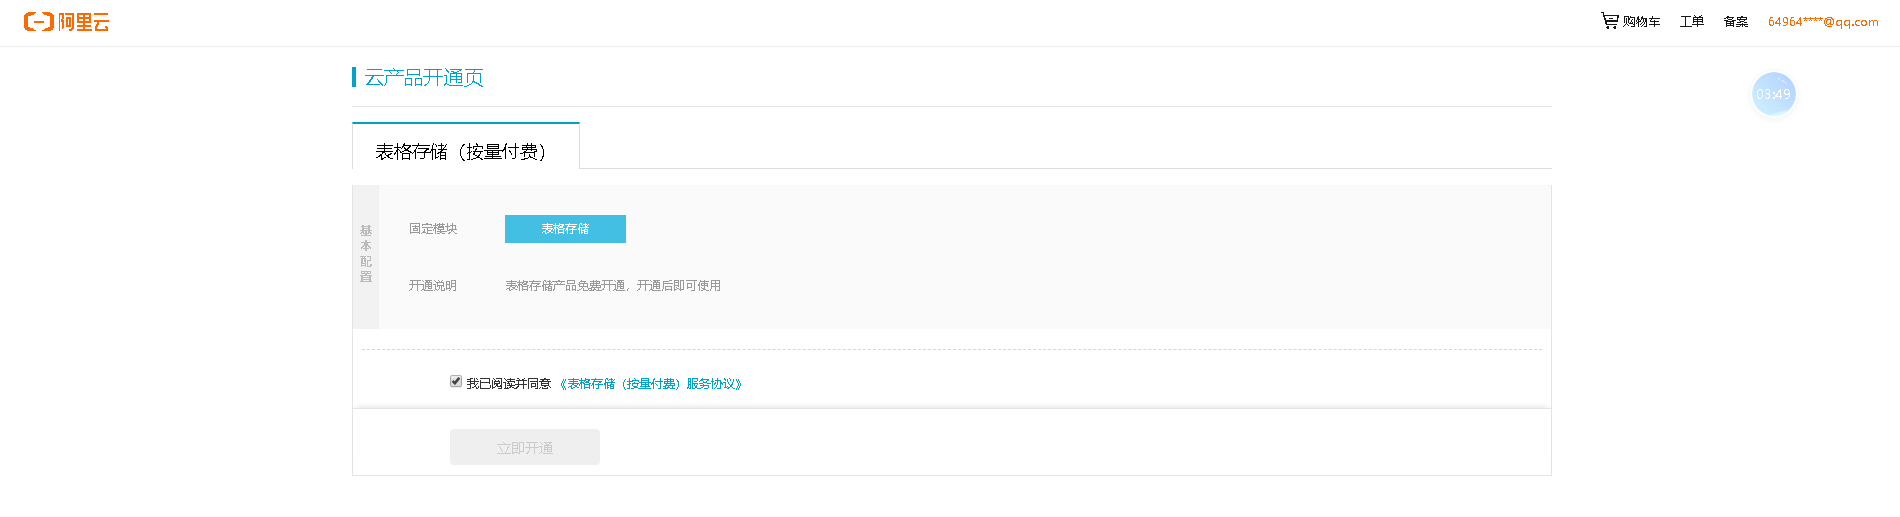 阿里云
购物车 工单 备案 64964****@qq.com
云产品开通页
03:49
表格存储（按量付费）
基本配置
固定模块 表格存储
开通说明 表格存储产品免费开通，开通后即可使用
我已阅读并同意 《表格存储（按量付费）服务协议》
立即开通